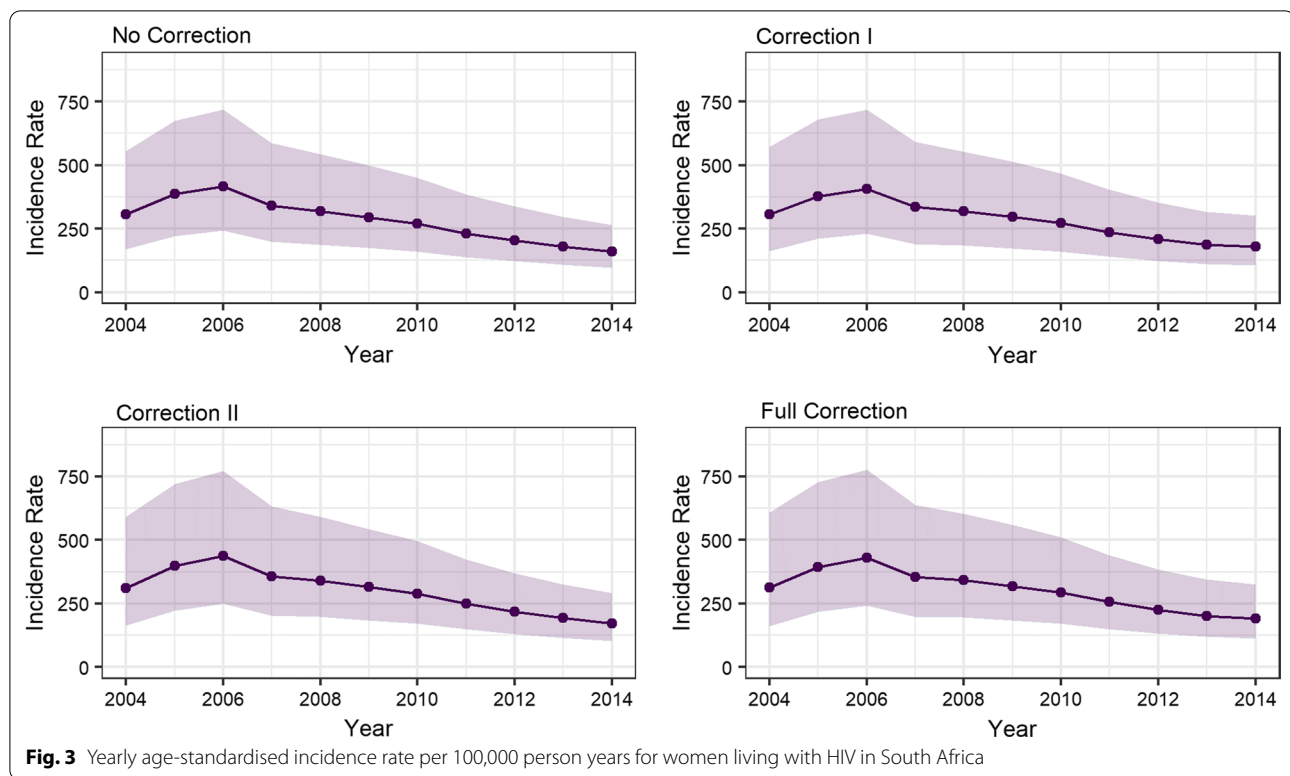 No Correction
Incidence Rate
750
500
250
0
2004 2006 2008 2010 2012 2014
Year
Correction I
Incidence Rate
750
500
250
0
2004 2006 2008 2010 2012 2014
Year
Correction II
Incidence Rate
750
500
250
0
2004 2006 2008 2010 2012 2014
Year
Full Correction
Incidence Rate
750
500
250
0
2004 2006 2008 2010 2012 2014
Year
Fig. 3 Yearly age-standardised incidence rate per 100,000 person years for women living with HIV in South Africa